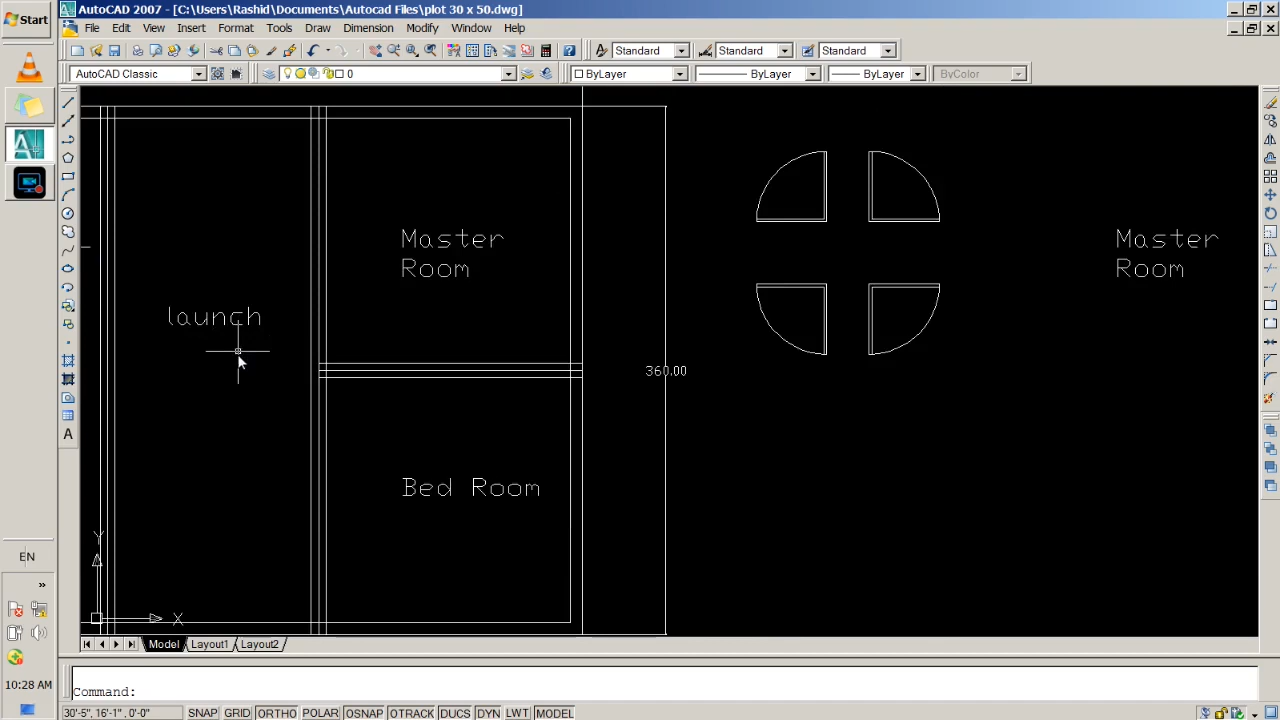 Start
AutoCAD 2007 - [C:\Users\Rashid\Documents\Autocad Files\plot 30 x 50.dwg]
File Edit View Insert Format Tools Draw Dimension Modify Window Help
Standard Standard Standard
AutoCAD Classic 0 ByLayer ByLayer ByLayer ByColor
Master
Room
Master
Room
launch
360.00
Bed Room
Y
X
A
Model Layout1 Layout2
EN
»
10:28 AM
Command:
30'-5", 16'-1" , 0'-0" SNAP GRID ORTHO POLAR OSNAP OTRACK DUCS DYN LWT MODEL